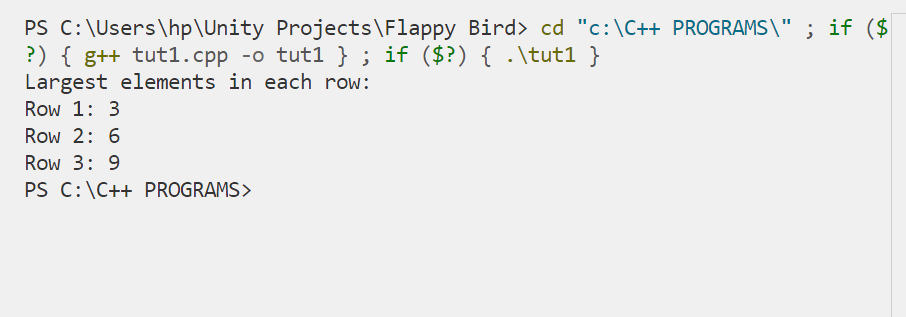 PS C:\Users\hp\Unity Projects\Flappy Bird> cd "c:\C++ PROGRAMS\" ; if ($
?) { g++ tut1.cpp -o tut1 } ; if ($?) { .\tut1 }
Largest elements in each row:
Row 1: 3
Row 2: 6
Row 3: 9
PS C:\C++ PROGRAMS>